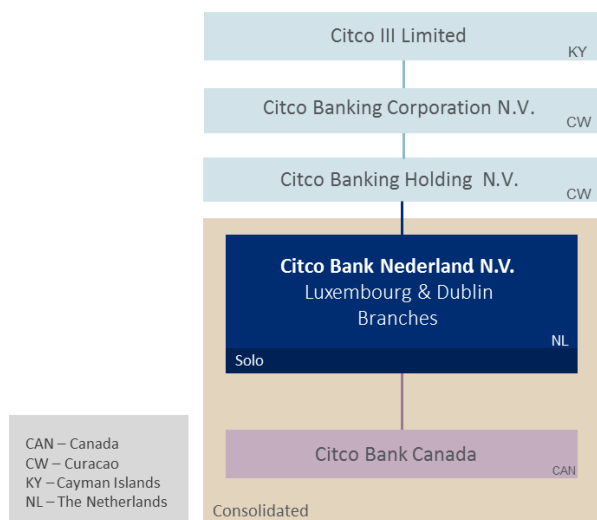 Citco III Limited
KY
Citco Banking Corporation N.V.
CW
Citco Banking Holding N.V.
CW
Citco Bank Nederland N.V.
Luxembourg & Dublin
Branches
NL
Solo
Citco Bank Canada
CAN
Consolidated
CAN – Canada
CW – Curacao
KY – Cayman Islands
NL – The Netherlands